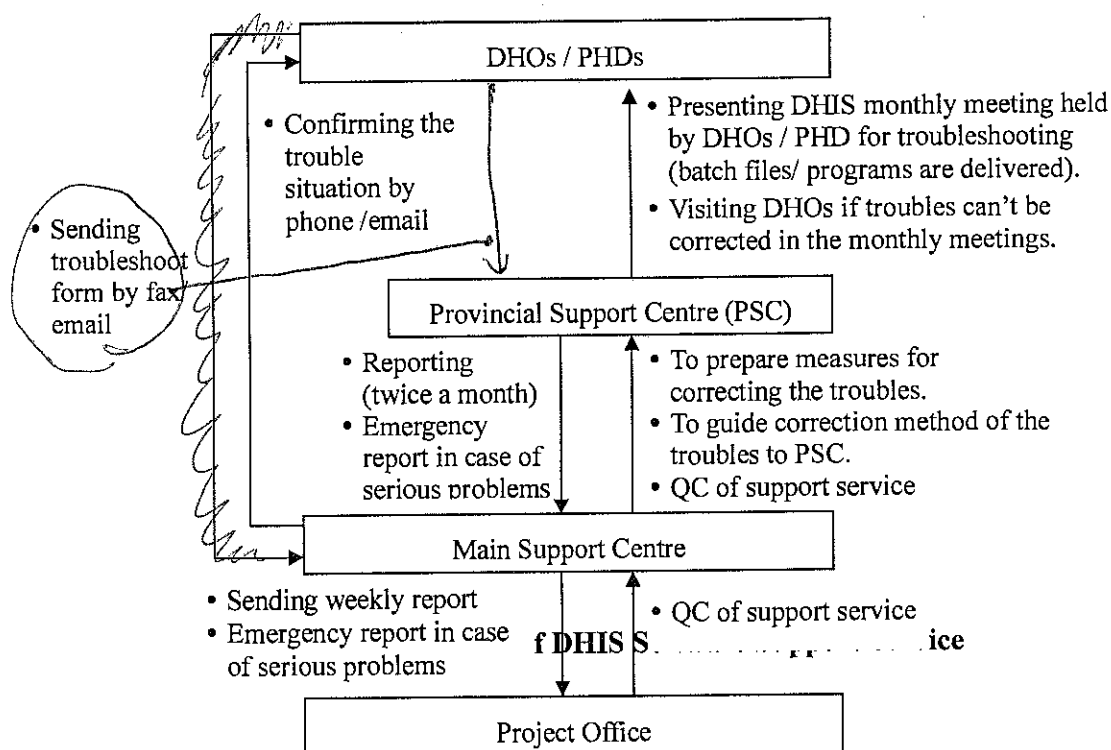 DHOs / PHDs
• Confirming the
trouble
situation by
phone /email
• Presenting DHIS monthly meeting held
by DHOs / PHD for troubleshooting
(batch files/ programs are delivered).
• Visiting DHOs if troubles can't be
corrected in the monthly meetings.
• Sending
troubleshoot
form by fax/
email
Provincial Support Centre (PSC)
• Reporting
(twice a month)
• Emergency
report in case of
serious problems
• To prepare measures for
correcting the troubles.
• To guide correction method of the
troubles to PSC.
• QC of support service
Main Support Centre
• Sending weekly report
• Emergency report in case
of serious problems
• QC of support service
f DHIS S
ice
Project Office